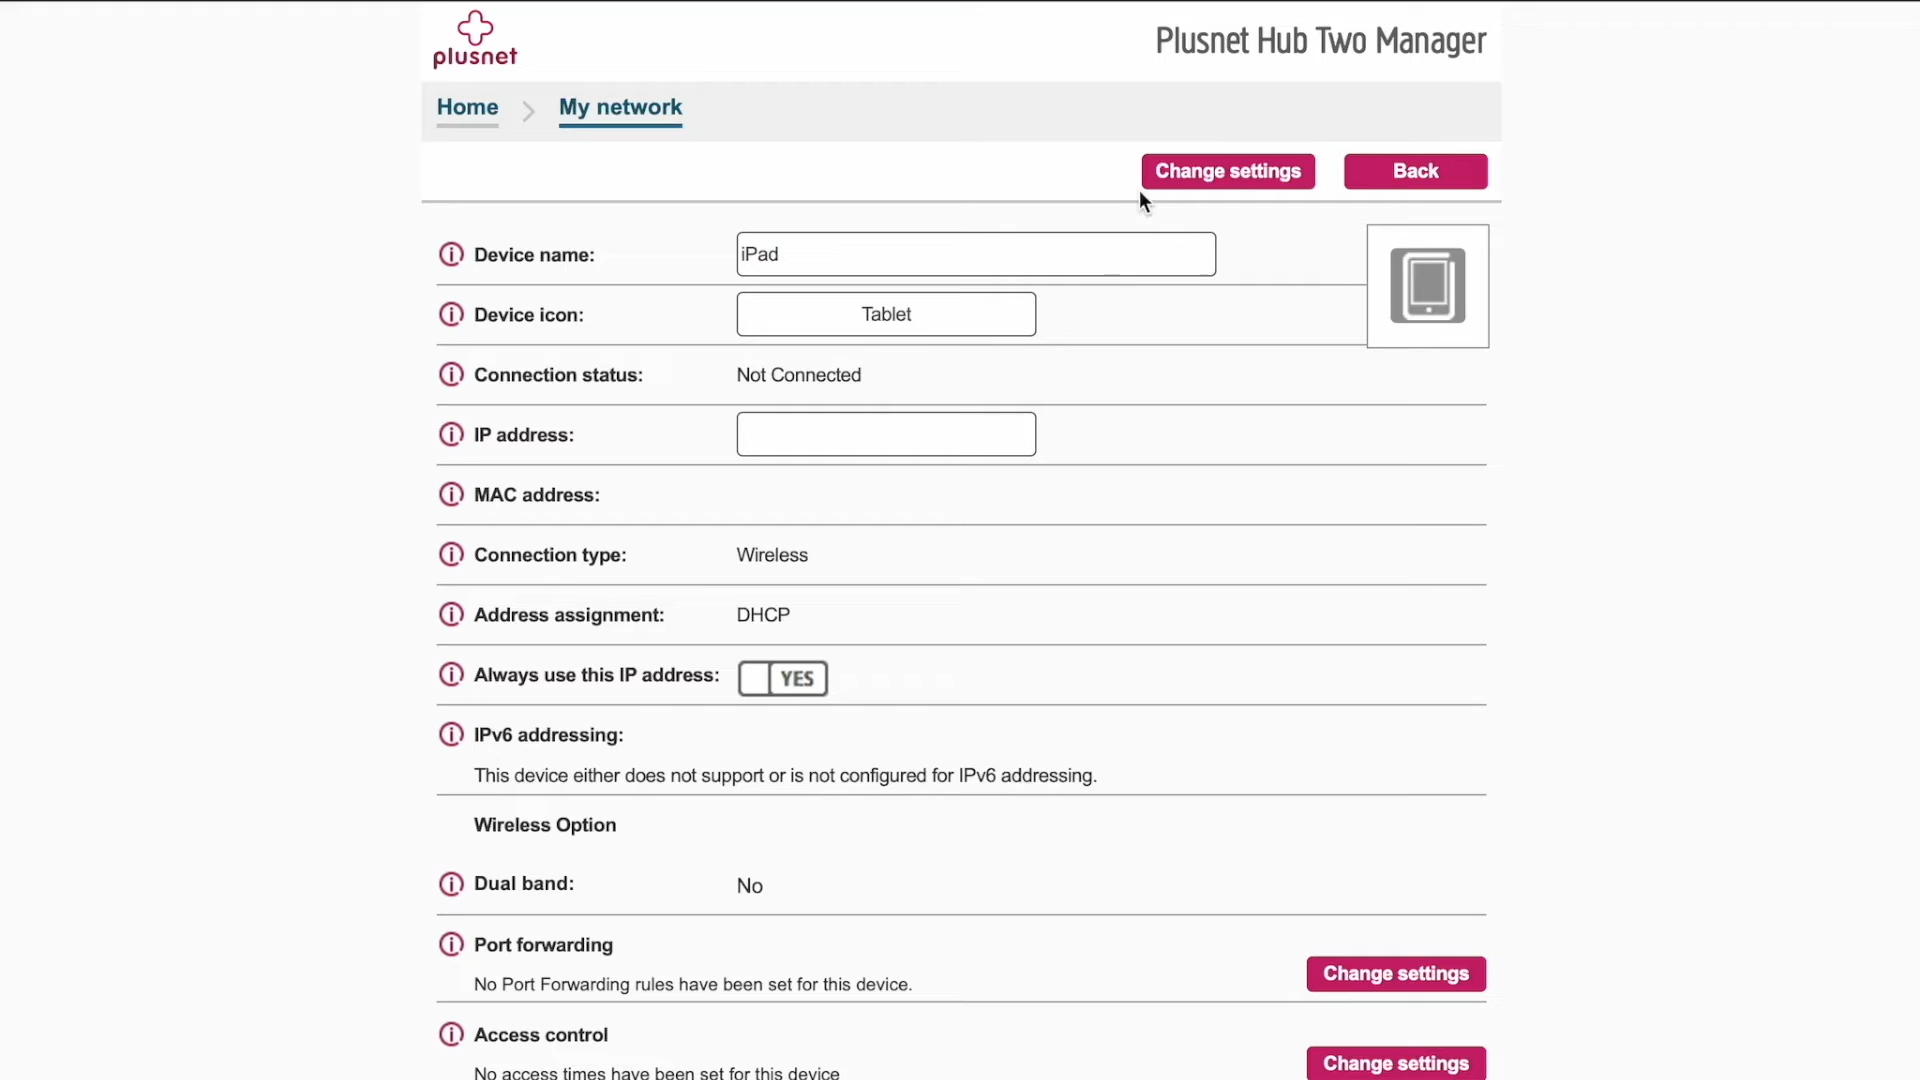 plusnet
Plusnet Hub Two Manager
Home
My network
Change settings
Back
Device name:
iPad
Device icon:
Tablet
Connection status:
Not Connected
IP address:
MAC address:
Connection type:
Wireless
Address assignment:
DHCP
Always use this IP address:
YES
IPv6 addressing:
This device either does not support or is not configured for IPv6 addressing.
Wireless Option
Dual band:
No
Port forwarding
No Port Forwarding rules have been set for this device.
Change settings
Access control
No access times have been set for this device
Change settings